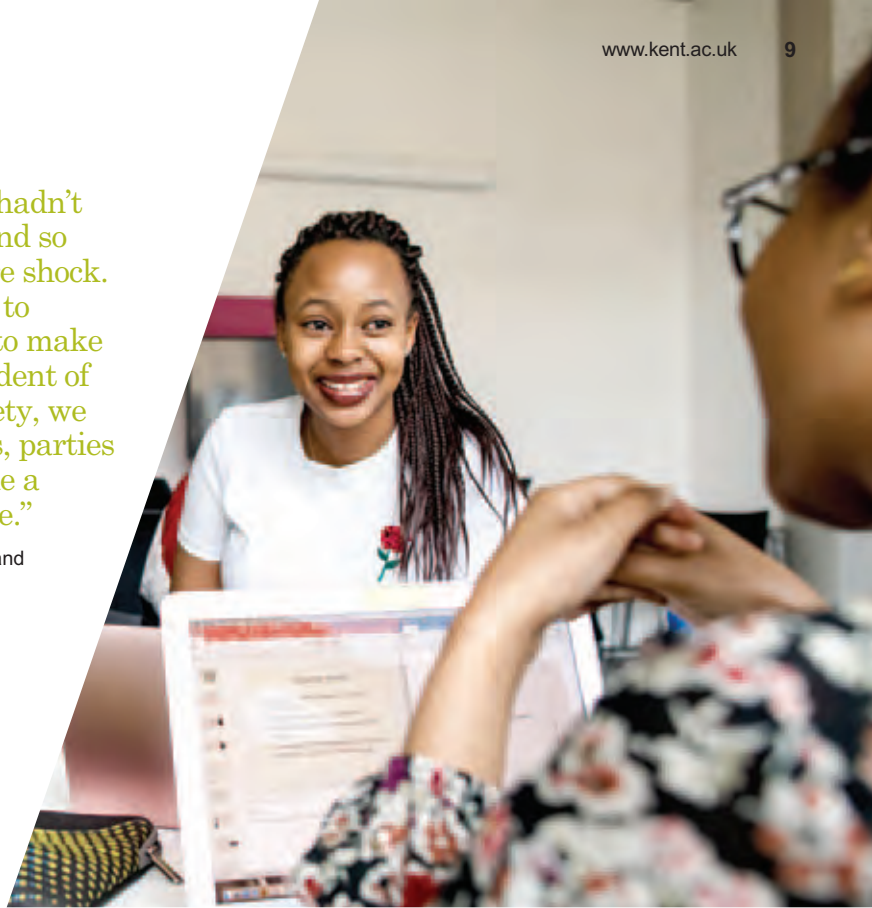 www.kent.ac.uk 9
hadn’t
nd so
e shock.
to
to make
dent of
ety, we
s, parties
e a
e.”
and